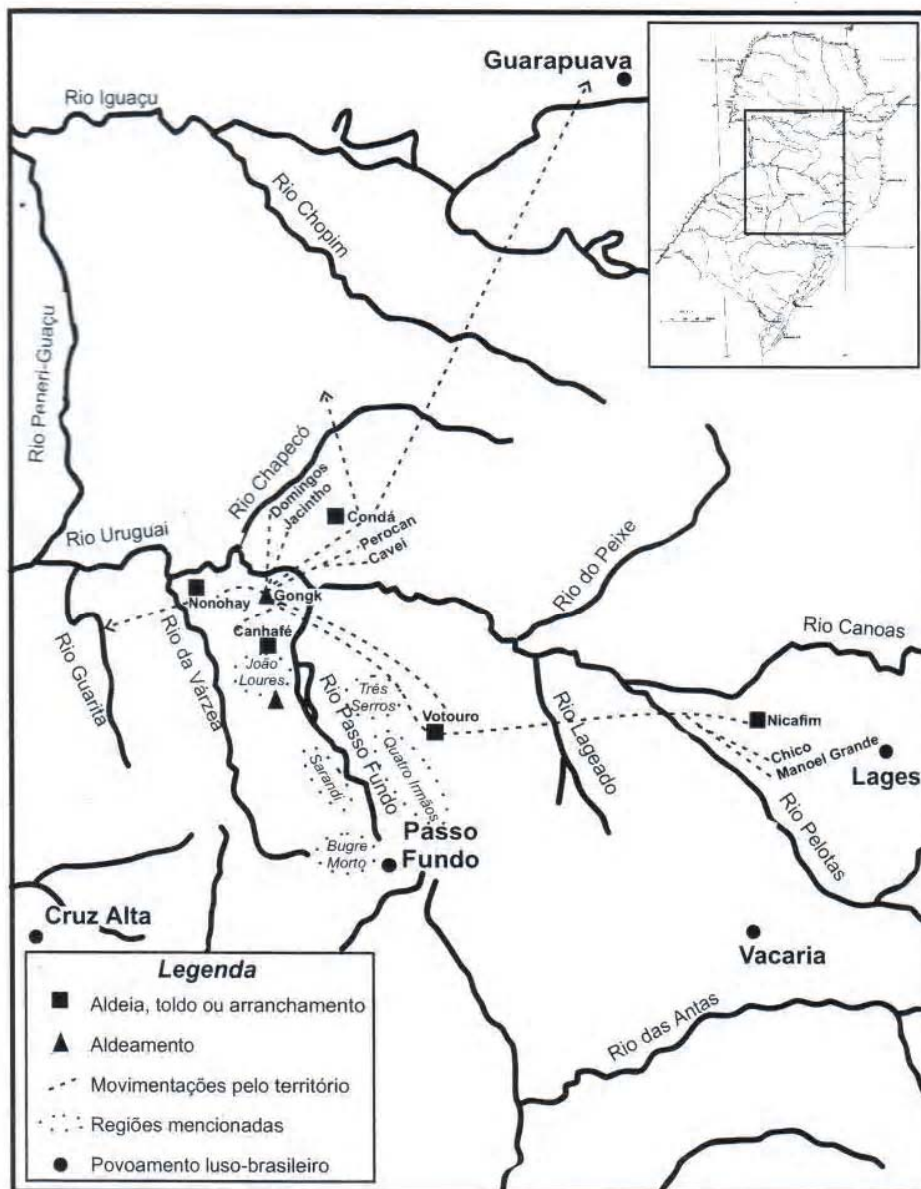 Guarapuava
Rio Iguaçu
Rio Chopim
Rio Peneri-Guaçu
Rio Chapecó
Domingos
Jacintho
Condá
Perocan
Cavei
Rio Uruguai
Rio do Peixe
Nonohay
Gongk
Canhafé
João
Loures
Rio Canoas
Rio Guarita
Rio da Várzea
Rio Passo Fundo
Três
Serros
Votouro
Nicafim
Chico
Manoel Grande
Lages
Rio Lageado
Quatro Irmãos
Sarandi
Rio Pelotas
Bugre
Morto
Passo
Fundo
Cruz Alta
Vacaria
Rio das Antas
Legenda
Aldeia, toldo ou arranchamento
Aldeamento
Movimentações pelo território
Regiões mencionadas
Povoamento luso-brasileiro